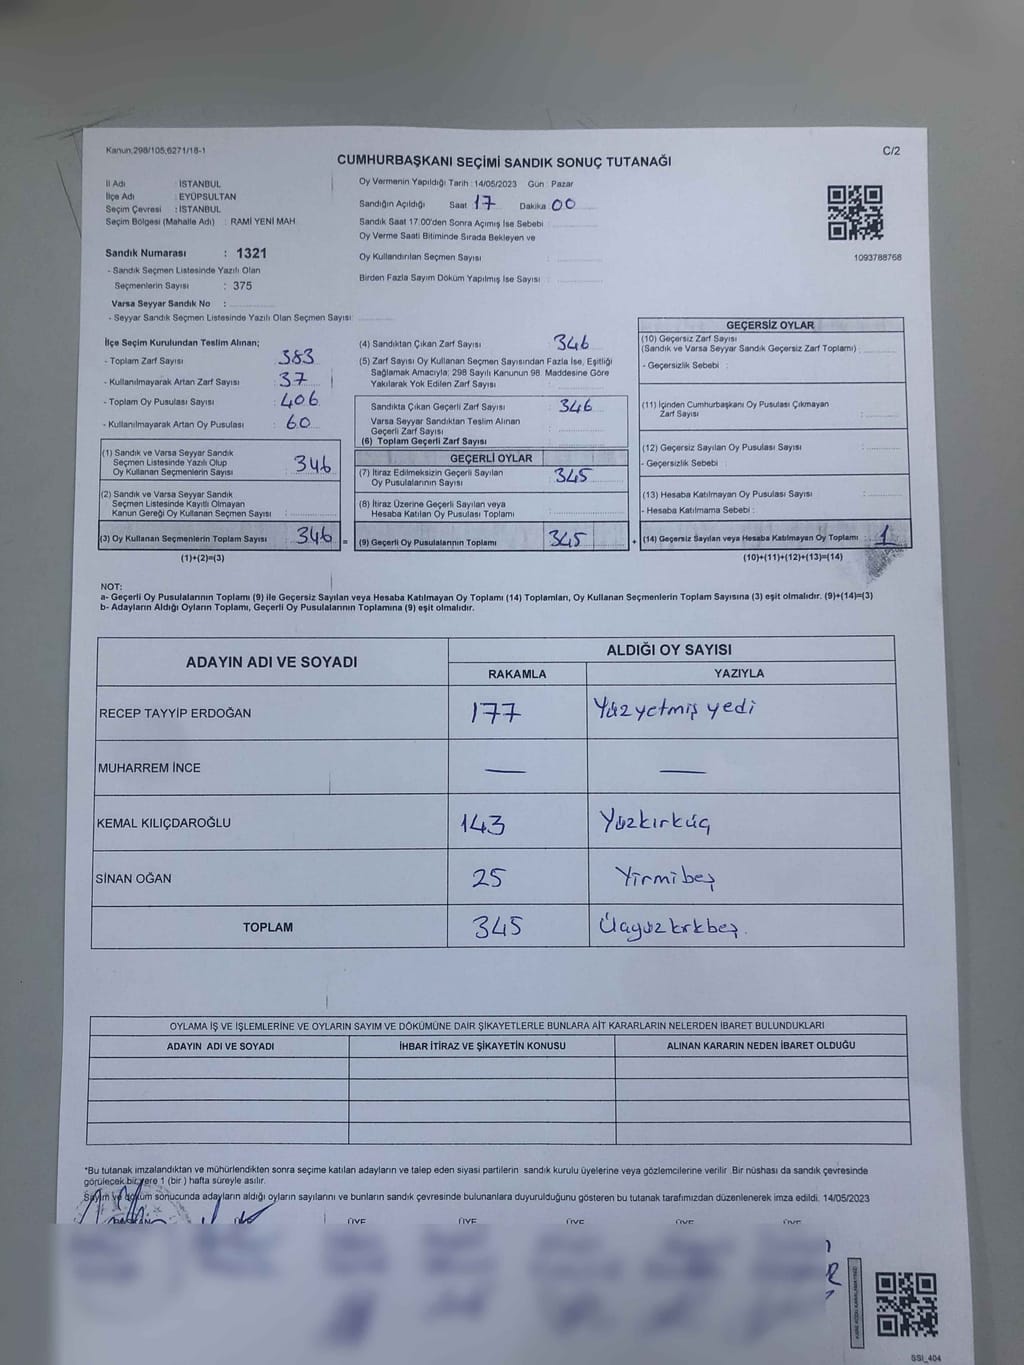 Kanun:298/105;6271/18-1
C/2
CUMHURBAŞKANI SEÇİMİ SANDIK SONUÇ TUTANAĞI
İl Adı : İSTANBUL
İlçe Adı : EYÜPSULTAN
Seçim Çevresi : İSTANBUL
Seçim Bölgesi (Mahalle Adı) : RAMİ YENİ MAH.
Sandık Numarası : 1321
- Sandık Seçmen Listesinde Yazılı Olan
Seçmenlerin Sayısı : 375
Varsa Seyyar Sandık No :
- Seyyar Sandık Seçmen Listesinde Yazılı Olan Seçmen Sayısı:
Oy Vermenin Yapıldığı Tarih : 14/05/2023 Gün : Pazar
Sandığın Açıldığı Saat 17 Dakika 00
Sandık Saat 17:00'den Sonra Açımış İse Sebebi
Oy Verme Saati Bitiminde Sırada Bekleyen ve
Oy Kullandırılan Seçmen Sayısı :
Birden Fazla Sayım Döküm Yapılmış İse Sayısı :
1093788768
İlçe Seçim Kurulundan Teslim Alınan;
- Toplam Zarf Sayısı : 383
- Kullanılmayarak Artan Zarf Sayısı : 37
- Toplam Oy Pusulası Sayısı : 406
- Kullanılmayarak Artan Oy Pusulası : 60
(1) Sandık ve Varsa Seyyar Sandık
Seçmen Listesinde Yazılı Olup
Oy Kullanan Seçmenlerin Sayısı : 346
(2) Sandık ve Varsa Seyyar Sandık
Seçmen Listesinde Kayıtlı Olmayan
Kanun Gereği Oy Kullanan Seçmen Sayısı :
(3) Oy Kullanan Seçmenlerin Toplam Sayısı : 346 =
(1)+(2)=(3)
(4) Sandıktan Çıkan Zarf Sayısı : 346
(5) Zarf Sayısı Oy Kullanan Seçmen Sayısından Fazla İse, Eşitliği
Sağlamak Amacıyla; 298 Sayılı Kanunun 98. Maddesine Göre
Yakılarak Yok Edilen Zarf Sayısı :
Sandıkta Çıkan Geçerli Zarf Sayısı : 346
Varsa Seyyar Sandıktan Teslim Alınan
Geçerli Zarf Sayısı :
(6) Toplam Geçerli Zarf Sayısı :
GEÇERLİ OYLAR
(7) İtiraz Edilmeksizin Geçerli Sayılan
Oy Pusulalarının Sayısı : 345
(8) İtiraz Üzerine Geçerli Sayılan veya
Hesaba Katılan Oy Pusulası Toplamı :
(9) Geçerli Oy Pusulalarının Toplamı : 345 +
GEÇERSİZ OYLAR
(10) Geçersiz Zarf Sayısı
(Sandık ve Varsa Seyyar Sandık Geçersiz Zarf Toplamı) :
- Geçersizlik Sebebi :
(11) İçinden Cumhurbaşkanı Oy Pusulası Çıkmayan
Zarf Sayısı :
(12) Geçersiz Sayılan Oy Pusulası Sayısı :
- Geçersizlik Sebebi :
(13) Hesaba Katılmayan Oy Pusulası Sayısı :
- Hesaba Katılmama Sebebi :
(14) Geçersiz Sayılan veya Hesaba Katılmayan Oy Toplamı : 1
(10)+(11)+(12)+(13)=(14)
NOT:
a- Geçerli Oy Pusulalarının Toplamı (9) ile Geçersiz Sayılan veya Hesaba Katılmayan Oy Toplamı (14) Toplamları, Oy Kullanan Seçmenlerin Toplam Sayısına (3) eşit olmalıdır. (9)+(14)=(3)
b- Adayların Aldığı Oyların Toplamı, Geçerli Oy Pusulalarının Toplamına (9) eşit olmalıdır.
ADAYIN ADI VE SOYADI
ALDIĞI OY SAYISI
RAKAMLA YAZIYLA
RECEP TAYYİP ERDOĞAN 177 Yüzyetmiş yedi
MUHARREM İNCE — —
KEMAL KILIÇDAROĞLU 143 Yüzkırküç
SİNAN OĞAN 25 Yirmibeş
TOPLAM 345 Üçyüzkırkbeş.
OYLAMA İŞ VE İŞLEMLERİNE VE OYLARIN SAYIM VE DÖKÜMÜNE DAİR ŞİKAYETLERLE BUNLARA AİT KARARLARIN NELERDEN İBARET BULUNDUKLARI
ADAYIN ADI VE SOYADI İHBAR İTİRAZ VE ŞİKAYETİN KONUSU ALINAN KARARIN NEDEN İBARET OLDUĞU
*Bu tutanak imzalandıktan ve mühürlendikten sonra seçime katılan adayların ve talep eden siyasi partilerin sandık kurulu üyelerine veya gözlemcilerine verilir. Bir nüshası da sandık çevresinde
görülecek bir yere 1 (bir ) hafta süreyle asılır.
Sayım ve döküm sonucunda adayların aldığı oyların sayılarını ve bunların sandık çevresinde bulunanlara duyurulduğunu gösteren bu tutanak tarafımızdan düzenlenerek imza edildi. 14/05/2023
BAŞKAN ÜYE ÜYE ÜYE ÜYE ÜYE
SSI_404